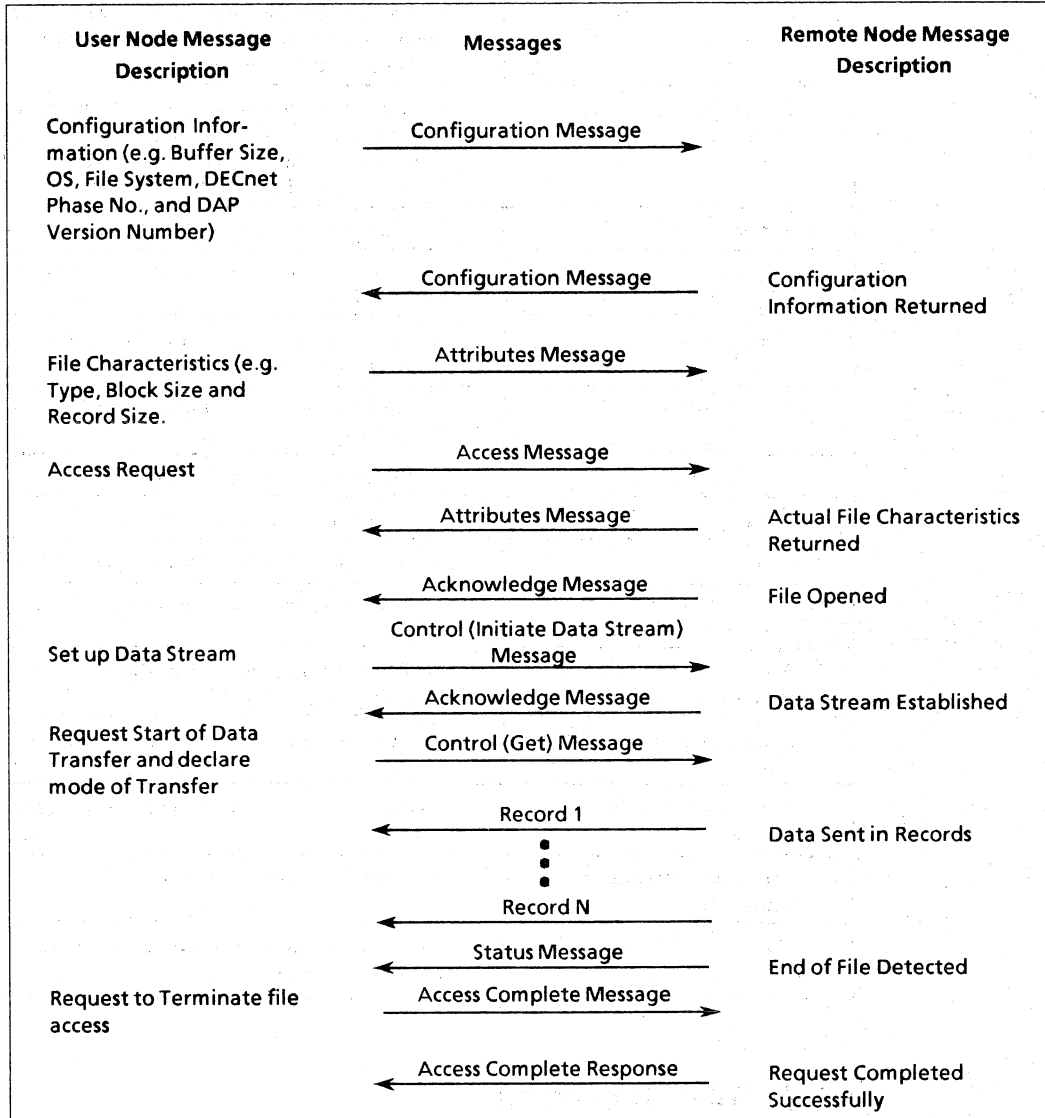 User Node Message
Description
Messages
Remote Node Message
Description
Configuration Infor-
mation (e.g. Buffer Size,
OS, File System, DECnet
Phase No., and DAP
Version Number)
Configuration Message
Configuration Message
Configuration
Information Returned
File Characteristics (e.g.
Type, Block Size and
Record Size.
Attributes Message
Access Request
Access Message
Attributes Message
Actual File Characteristics
Returned
Acknowledge Message
File Opened
Set up Data Stream
Control (Initiate Data Stream)
Message
Acknowledge Message
Data Stream Established
Request Start of Data
Transfer and declare
mode of Transfer
Control (Get) Message
Record 1
Data Sent in Records
Record N
Status Message
End of File Detected
Request to Terminate file
access
Access Complete Message
Access Complete Response
Request Completed
Successfully